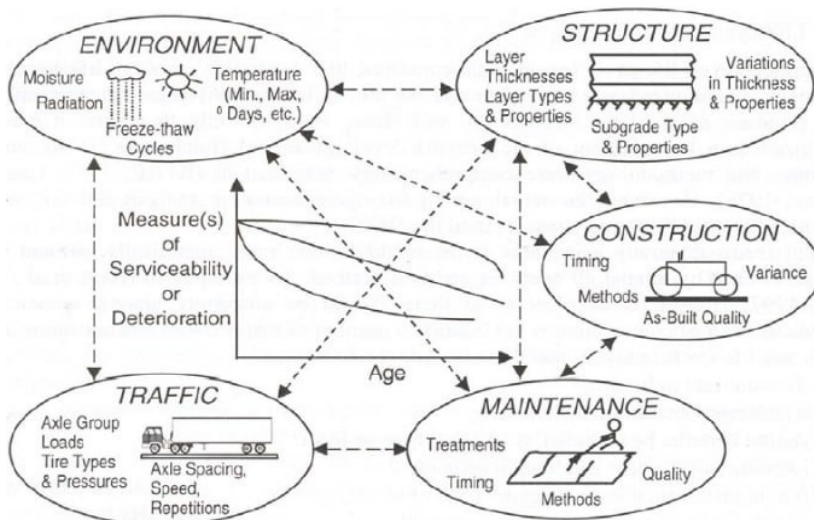 ENVIRONMENT
Moisture
Radiation
Temperature
(Min., Max,
& Days, etc.)
Freeze-thaw
Cycles
STRUCTURE
Layer
Thicknesses
Layer Types
& Properties
Variations
in Thickness
& Properties
Subgrade Type
& Properties
Measure(s)
of
Serviceability
or
Deterioration
Age
CONSTRUCTION
Timing
Methods
Variance
As-Built Quality
TRAFFIC
Axle Group
Loads
Tire Types
& Pressures
Axle Spacing,
Speed,
Repetitions
MAINTENANCE
Treatments
Timing
Quality
Methods